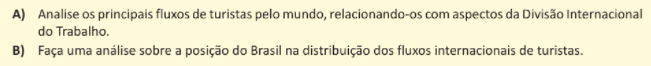 A) Analise os principais fluxos de turistas pelo mundo, relacionando-os com aspectos da Divisão Internacional
do Trabalho.
B) Faça uma análise sobre a posição do Brasil na distribuição dos fluxos internacionais de turistas.